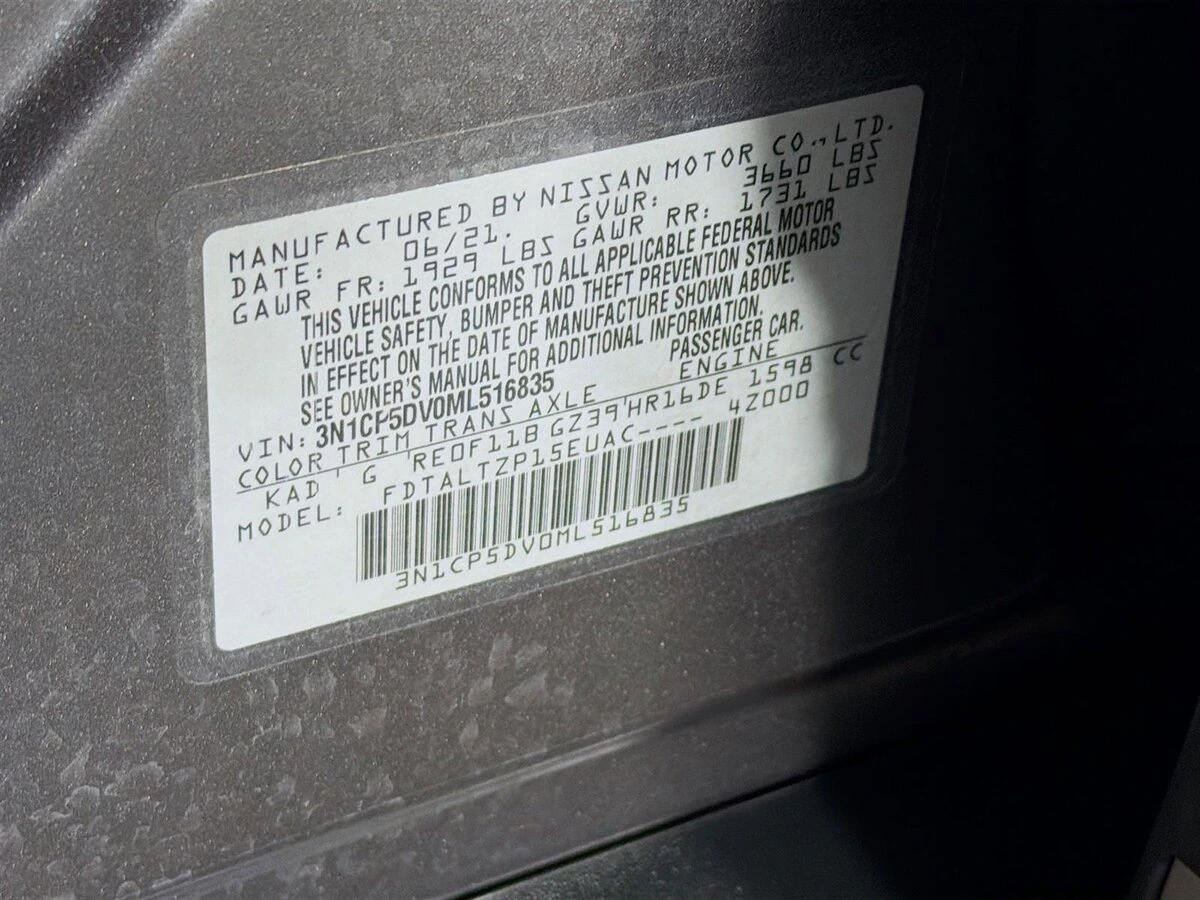 MANUFACTURED BY NISSAN MOTOR CO., LTD.
DATE: 06/21. GVWR: 3660 LBS
GAWR FR: 1929 LBS GAWR RR: 1731 LBS
THIS VEHICLE CONFORMS TO ALL APPLICABLE FEDERAL MOTOR
VEHICLE SAFETY, BUMPER AND THEFT PREVENTION STANDARDS
IN EFFECT ON THE DATE OF MANUFACTURE SHOWN ABOVE.
SEE OWNER'S MANUAL FOR ADDITIONAL INFORMATION.
VIN: 3N1CP5DV0ML516835 PASSENGER CAR.
COLOR TRIM TRANS AXLE ENGINE
KAD ' G 'RE0F11B GZ39'HR16DE 1598 CC
MODEL: FDTALTZP15EUAC---- 4Z000
3N1CP5DV0ML516835